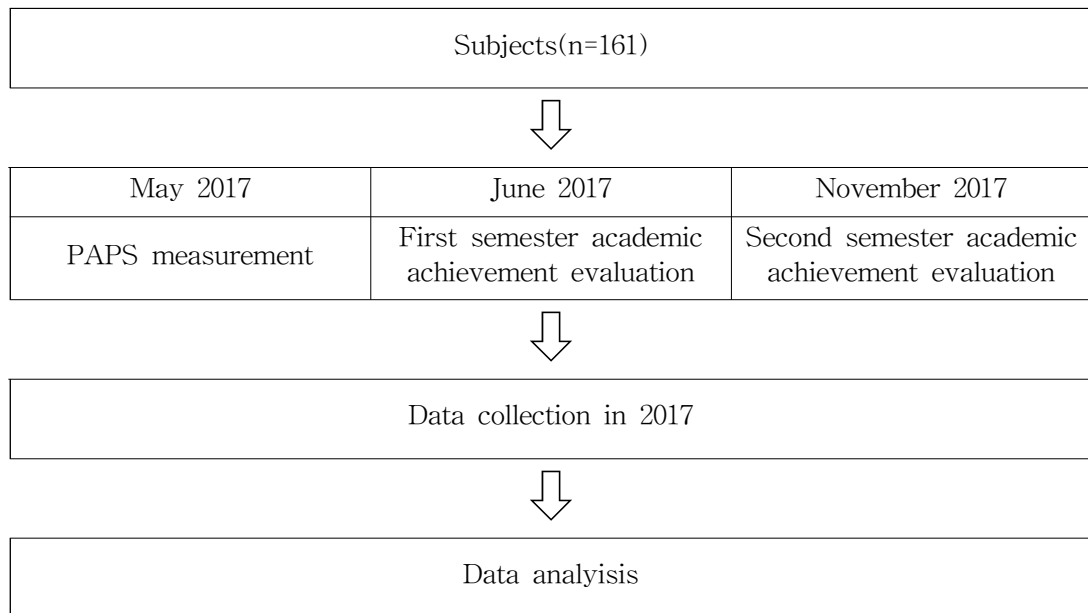 Subjects(n=161)
May 2017
June 2017
November 2017
PAPS measurement
First semester academic
achievement evaluation
Second semester academic
achievement evaluation
Data collection in 2017
Data analyisis